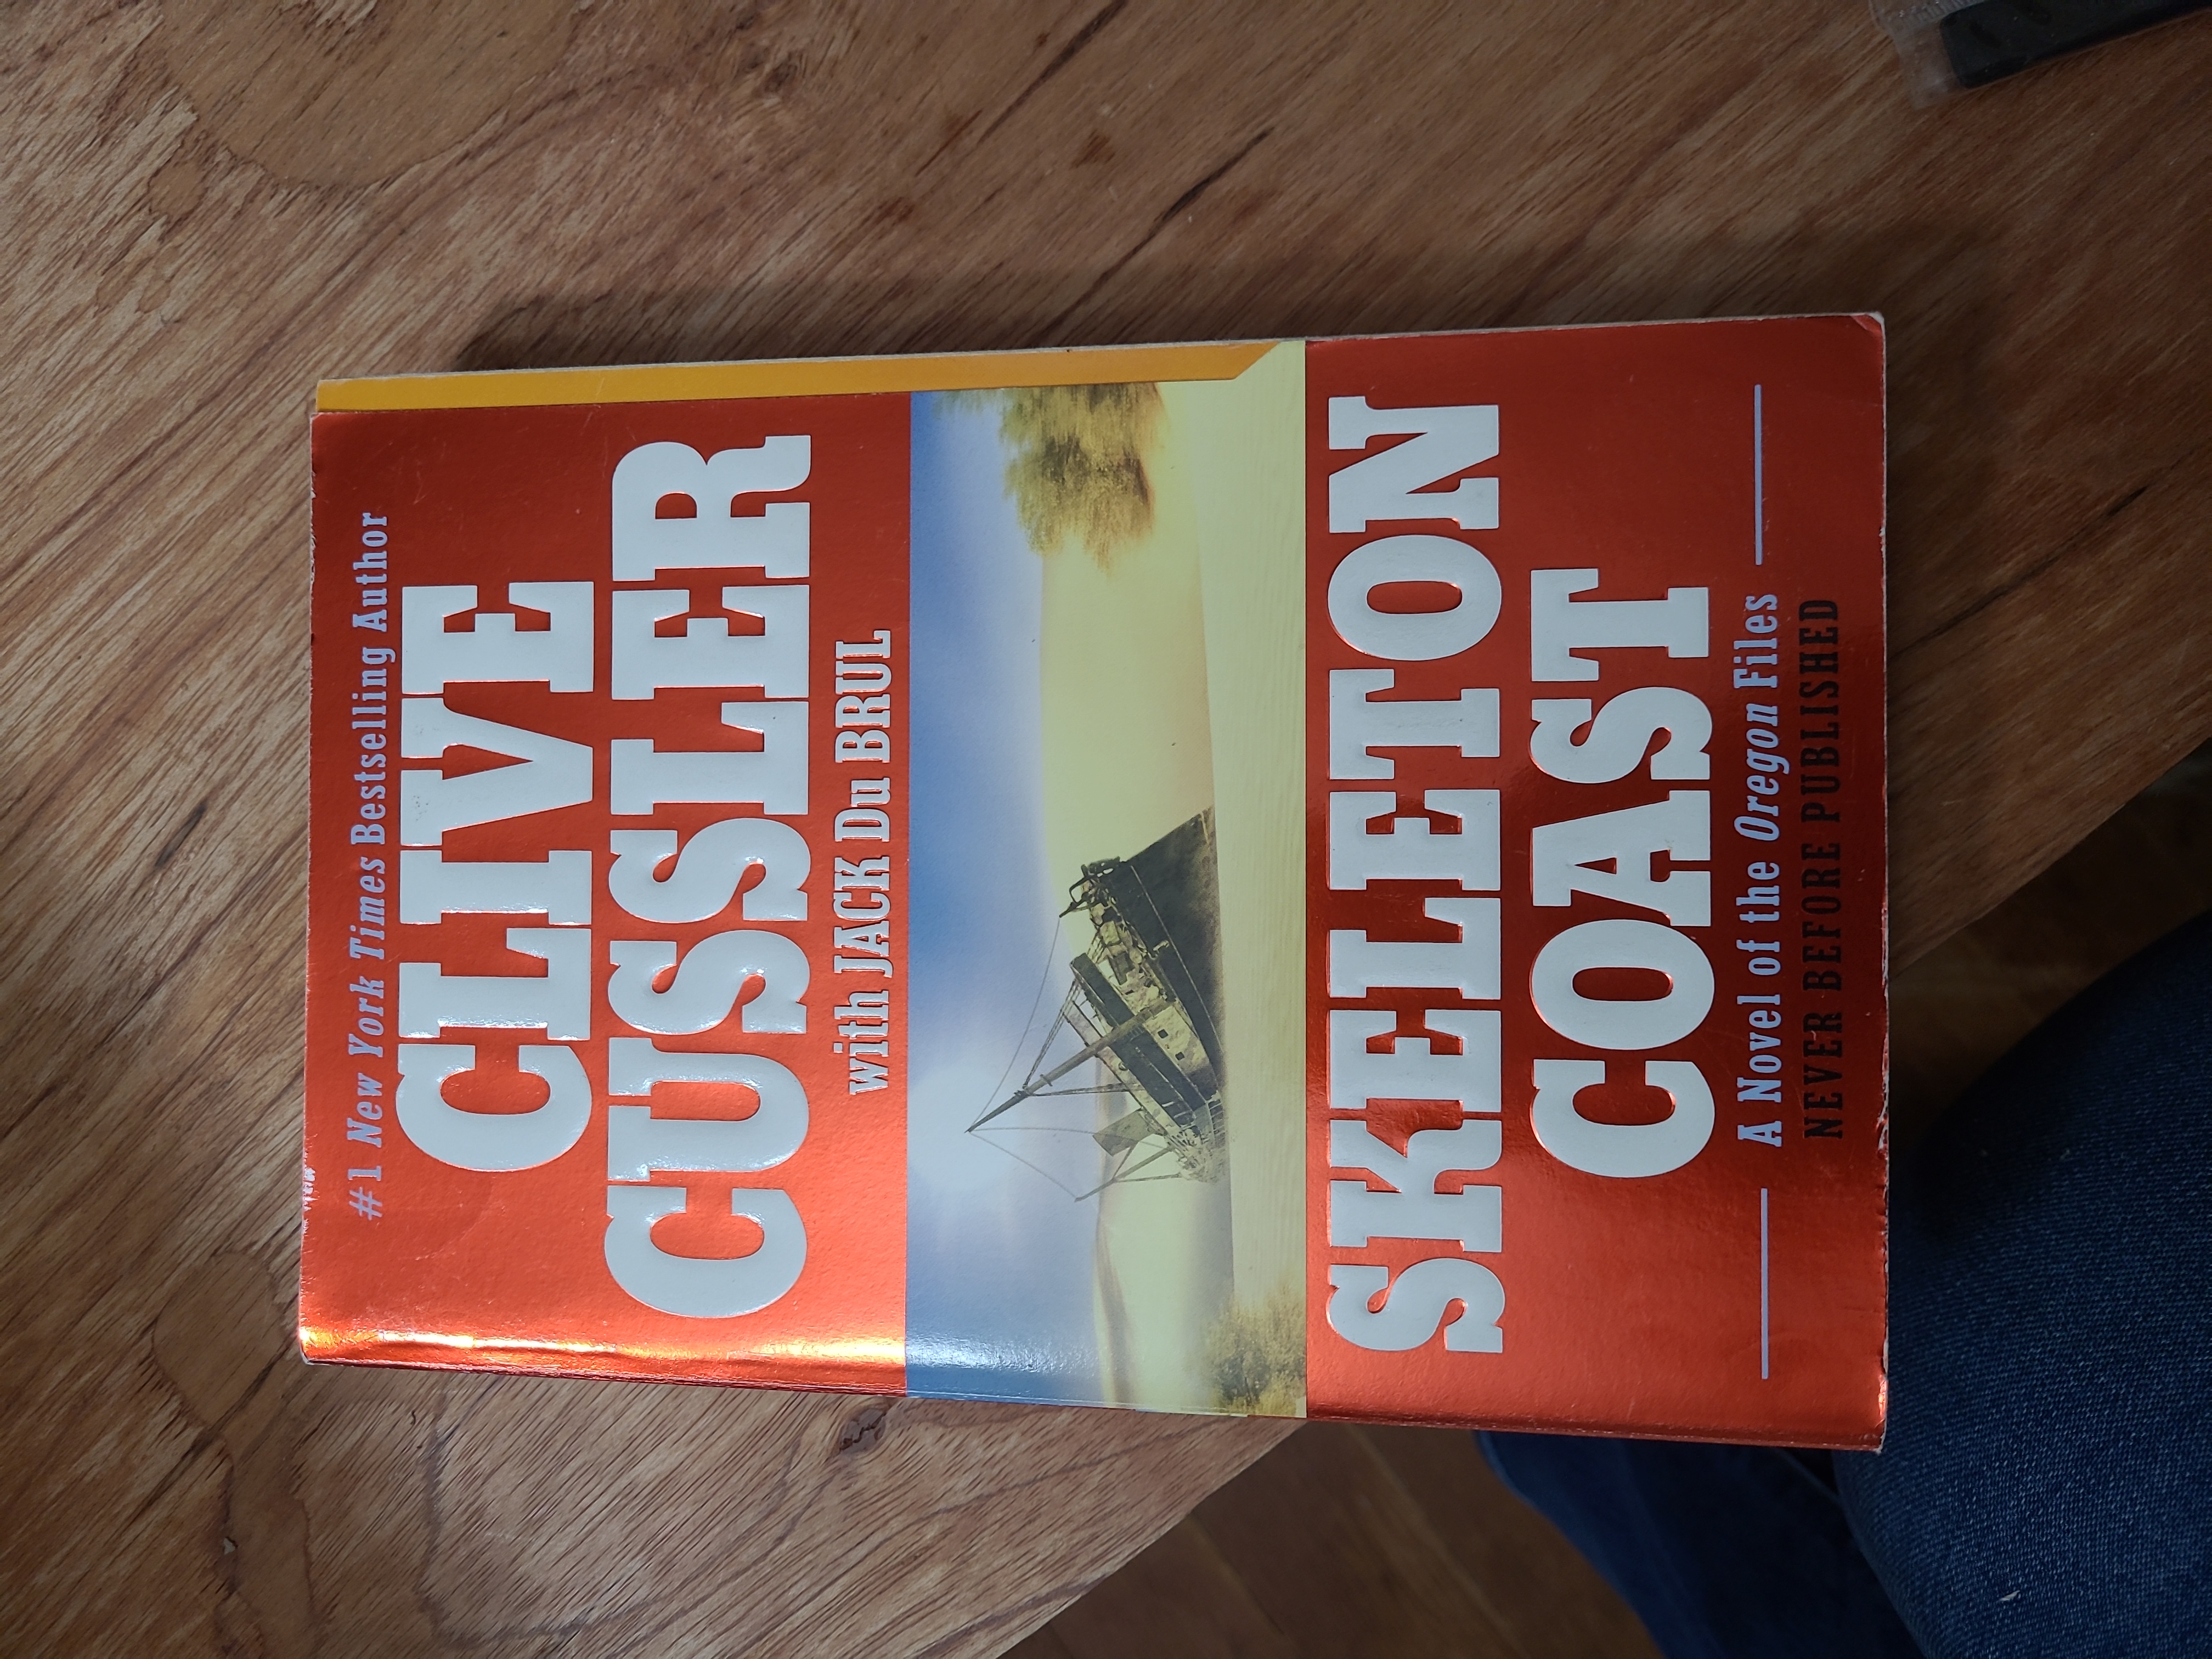 #1 New York Times Bestselling Author
CLIVE
CUSSLER
with JACK Du BRUL
SKELETON
COAST
A Novel of the Oregon Files
NEVER BEFORE PUBLISHED